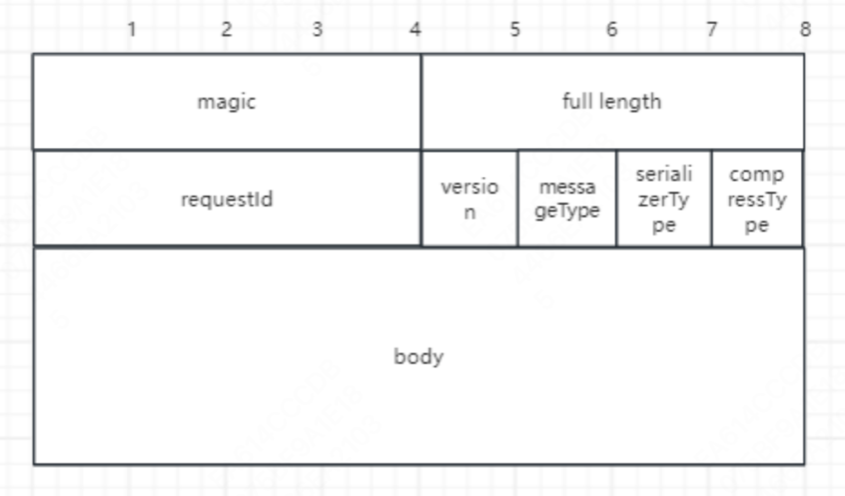 1 2 3 4 5 6 7 8
magic full length
requestId
versio
n
messa
geType
seriali
zerTy
pe
comp
ressTy
pe
body